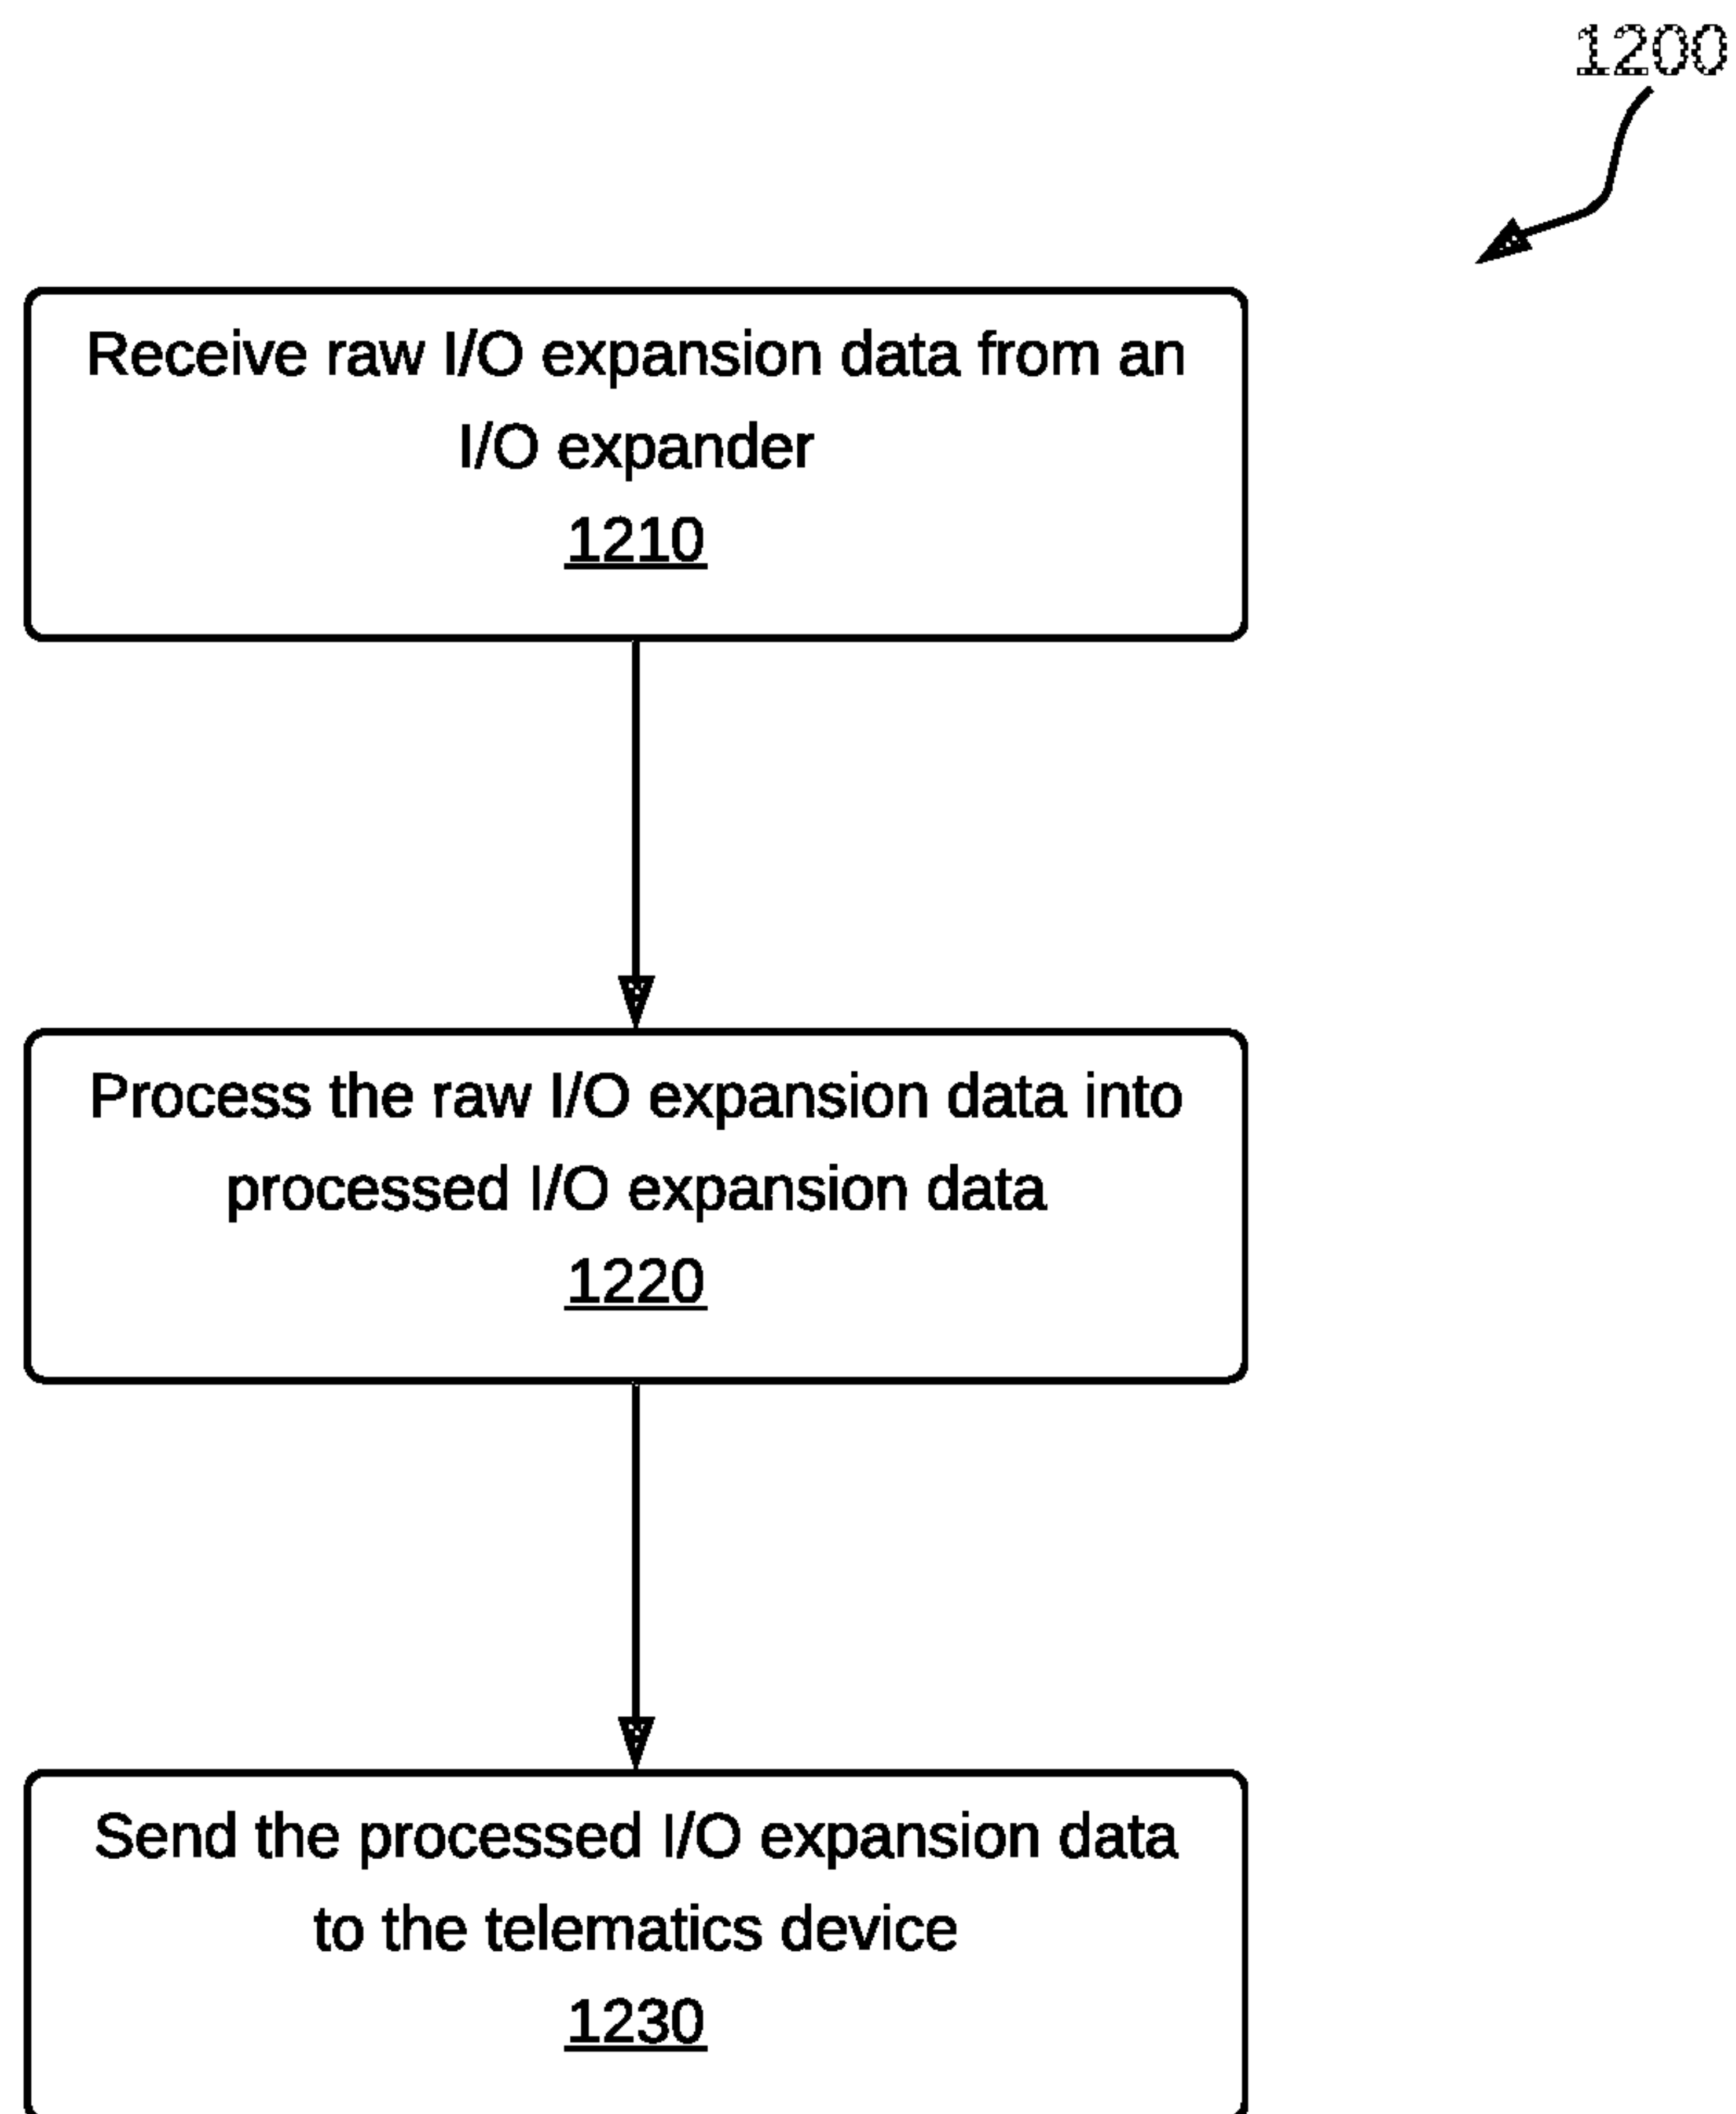 1200
Receive raw I/O expansion data from an
I/O expander
1210
Process the raw I/O expansion data into
processed I/O expansion data
1220
Send the processed I/O expansion data
to the telematics device
1230